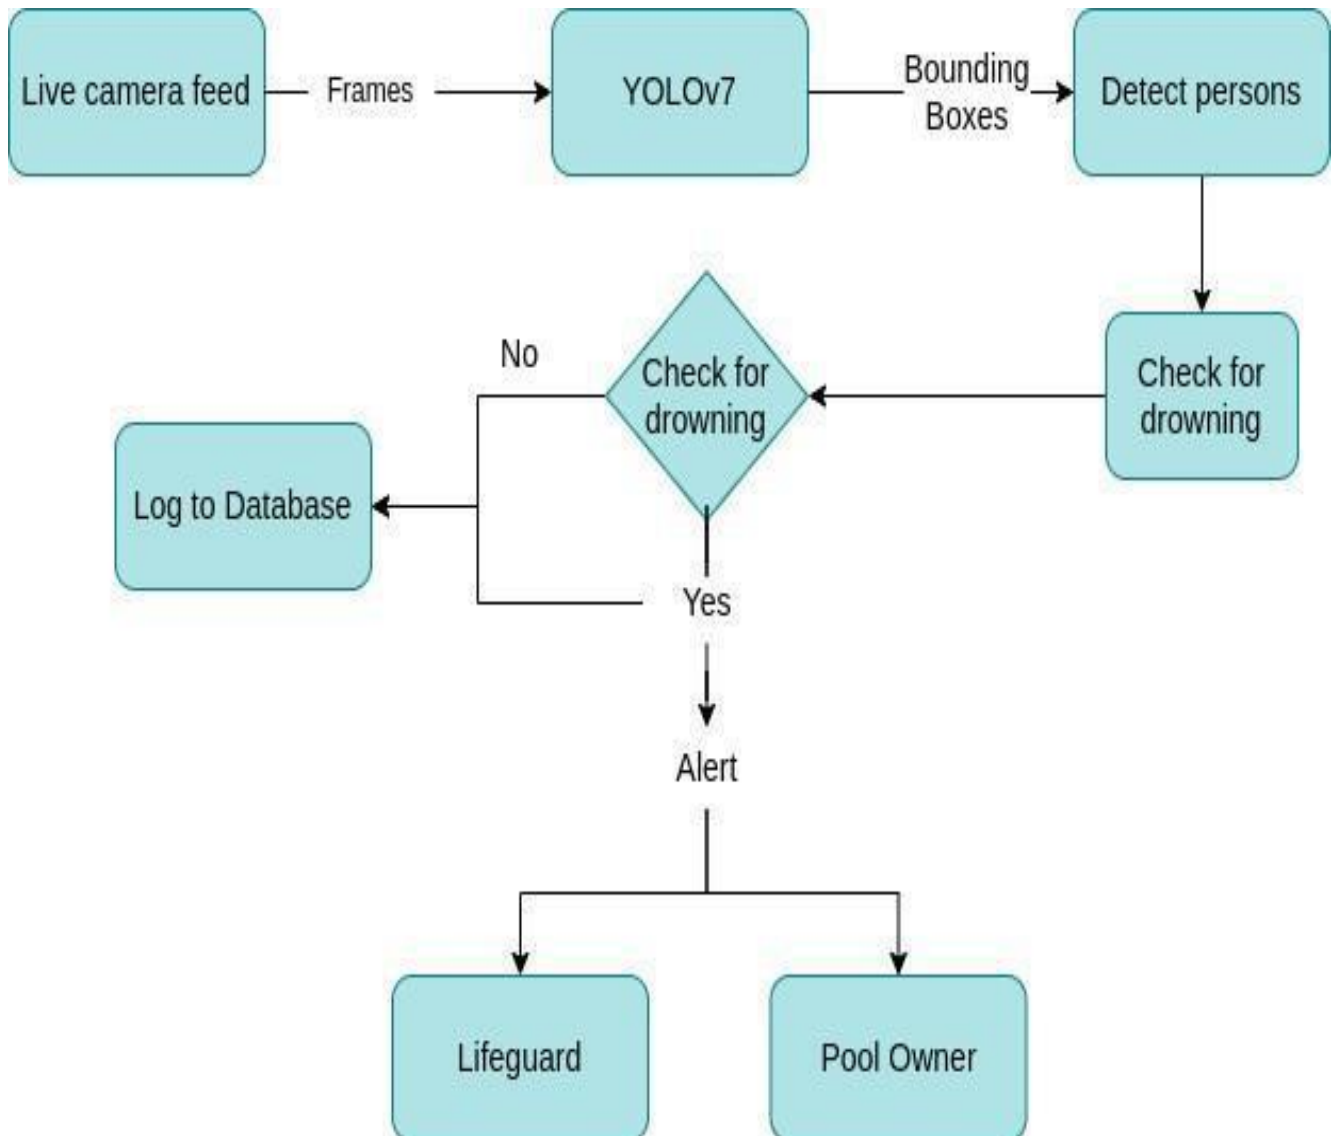 Live camera feed
Frames
YOLOv7
Bounding
Boxes
Detect persons
Check for
drowning
Check for
drowning
No
Log to Database
Yes
Alert
Lifeguard
Pool Owner